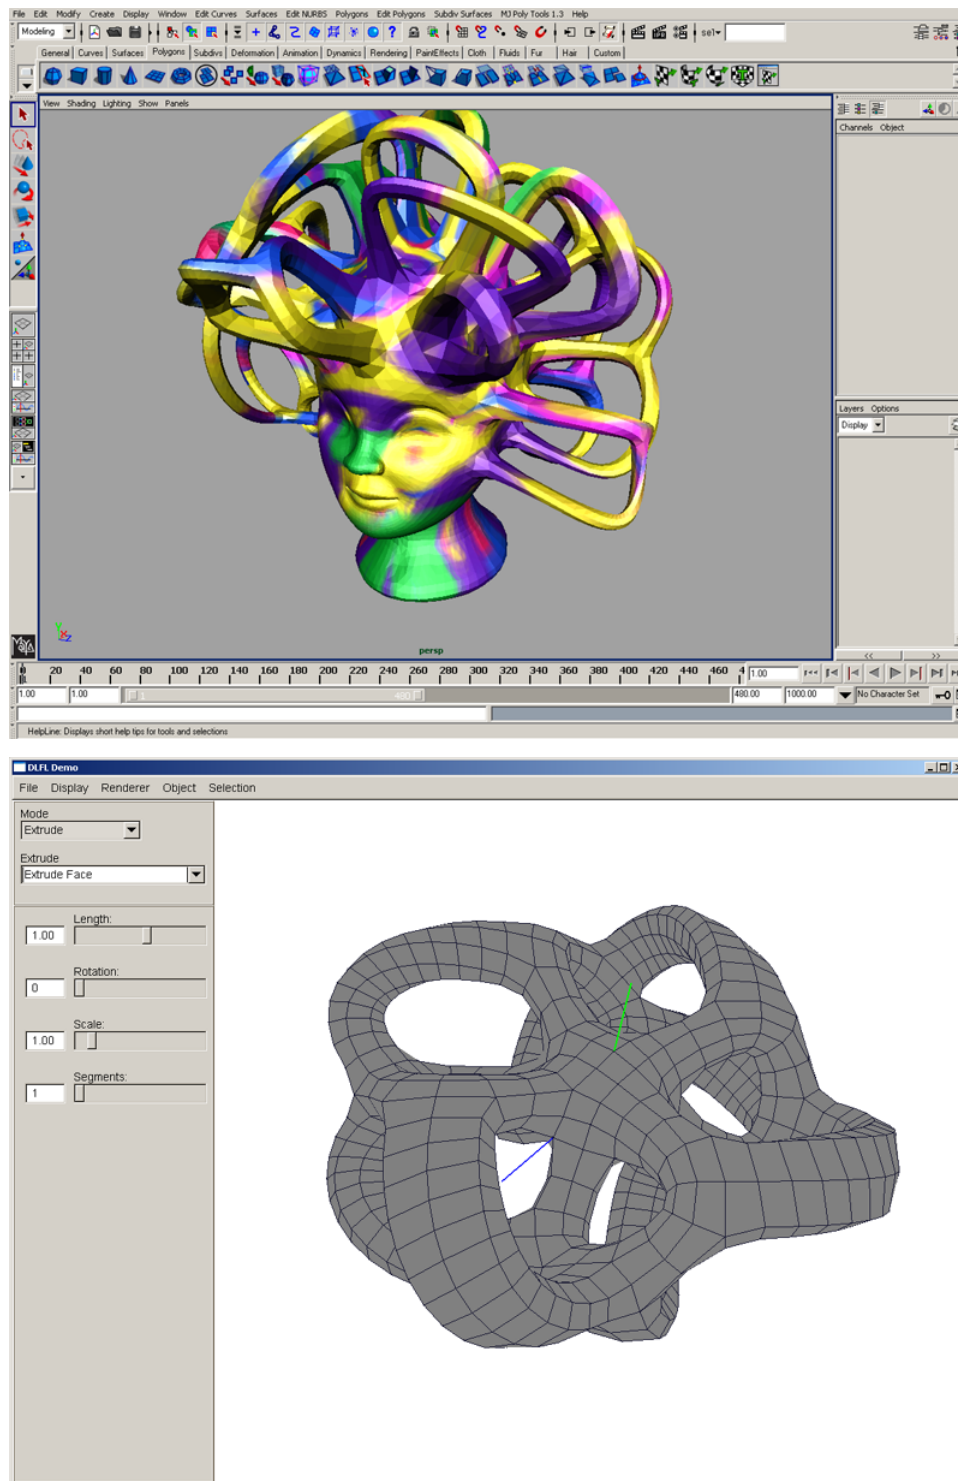 File Edit Modify Create Display Window Edit Curves Surfaces Edit NURBS Polygons Edit Polygons Subdiv Surfaces MJ Poly Tools 1.3 Help
Modeling sel
General Curves Surfaces Polygons Subdivs Deformation Animation Dynamics Rendering PaintEffects Cloth Fluids Fur Hair Custom
View Shading Lighting Show Panels
Channels Object
Layers Options
Display
persp
20 40 60 80 100 120 140 160 180 200 220 240 260 280 300 320 340 360 380 400 420 440 460 4 1.00
1.00 1.00 1 480 480.00 1000.00 No Character Set
HelpLine: Displays short help tips for tools and selections
DLFL Demo
File Display Renderer Object Selection
Mode
Extrude
Extrude
Extrude Face
Length:
1.00
Rotation:
0
Scale:
1.00
Segments:
1